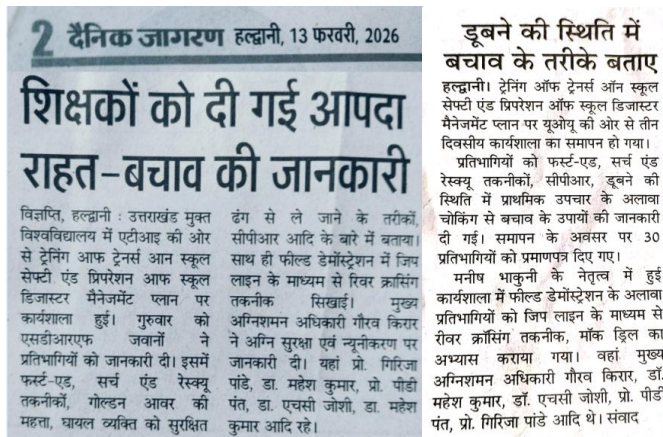 2 दैनिक जागरण हल्द्वानी, 13 फरवरी, 2026
शिक्षकों को दी गई आपदा
राहत-बचाव की जानकारी
विज्ञप्ति, हल्द्वानी : उत्तराखंड मुक्त
विश्वविद्यालय में एटीआइ की ओर
से ट्रेनिंग आफ ट्रेनर्स आन स्कूल
सेफ्टी एंड प्रिपरेशन आफ स्कूल
डिजास्टर मैनेजमेंट प्लान पर
कार्यशाला हुई। गुरुवार को
एसडीआरएफ जवानों ने
प्रतिभागियों को जानकारी दी। इसमें
फर्स्ट-एड, सर्च एंड रेस्क्यू
तकनीकों, गोल्डन आवर की
महत्ता, घायल व्यक्ति को सुरक्षित
ढंग से ले जाने के तरीकों,
सीपीआर आदि के बारे में बताया।
साथ ही फील्ड डेमोंस्ट्रेशन में जिप
लाइन के माध्यम से रिवर क्रासिंग
तकनीक सिखाई। मुख्य
अग्निशमन अधिकारी गौरव किरार
ने अग्नि सुरक्षा एवं न्यूनीकरण पर
जानकारी दी। यहां प्रो. गिरिजा
पांडे, डा. महेश कुमार, प्रो. पीडी
पंत, डा. एचसी जोशी, डा. महेश
कुमार आदि रहे।
डूबने की स्थिति में
बचाव के तरीके बताए
हल्द्वानी। ट्रेनिंग ऑफ ट्रेनर्स ऑन स्कूल
सेफ्टी एंड प्रिपरेशन ऑफ स्कूल डिजास्टर
मैनेजमेंट प्लान पर यूओयू की ओर से तीन
दिवसीय कार्यशाला का समापन हो गया।
प्रतिभागियों को फर्स्ट-एड, सर्च एंड
रेस्क्यू तकनीकों, सीपीआर, डूबने की
स्थिति में प्राथमिक उपचार के अलावा
चोकिंग से बचाव के उपायों की जानकारी
दी गई। समापन के अवसर पर 30
प्रतिभागियों को प्रमाणपत्र दिए गए।
मनीष भाकुनी के नेतृत्व में हुई
कार्यशाला में फील्ड डेमोंस्ट्रेशन के अलावा
प्रतिभागियों को जिप लाइन के माध्यम से
रीवर क्रॉसिंग तकनीक, मॉक ड्रिल का
अभ्यास कराया गया। वहां मुख्य
अग्निशमन अधिकारी गौरव किरार, डॉ.
महेश कुमार, डॉ. एचसी जोशी, प्रो. पीडी
पंत, प्रो. गिरिजा पांडे आदि थे। संवाद